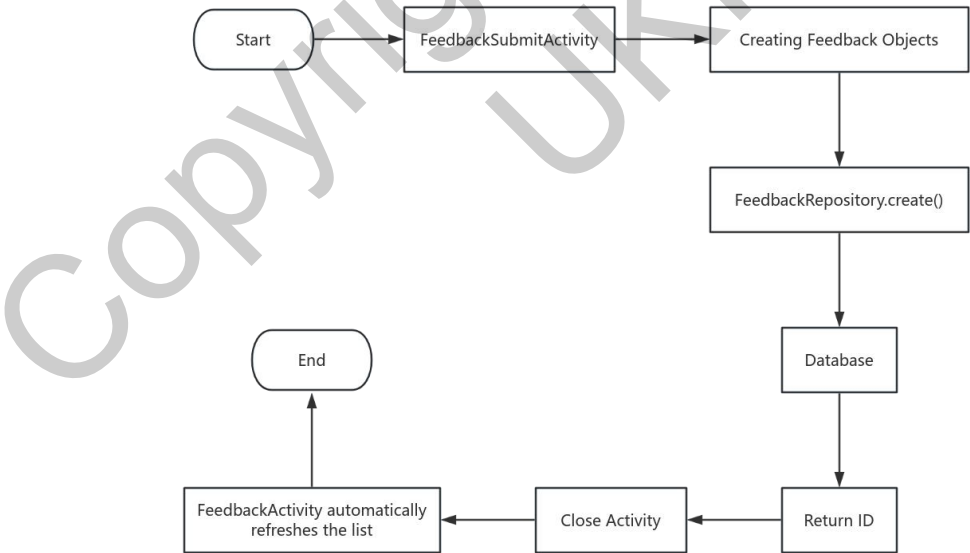 Start
FeedbackSubmitActivity
Creating Feedback Objects
FeedbackRepository.create()
Database
Return ID
Close Activity
FeedbackActivity automatically
refreshes the list
End